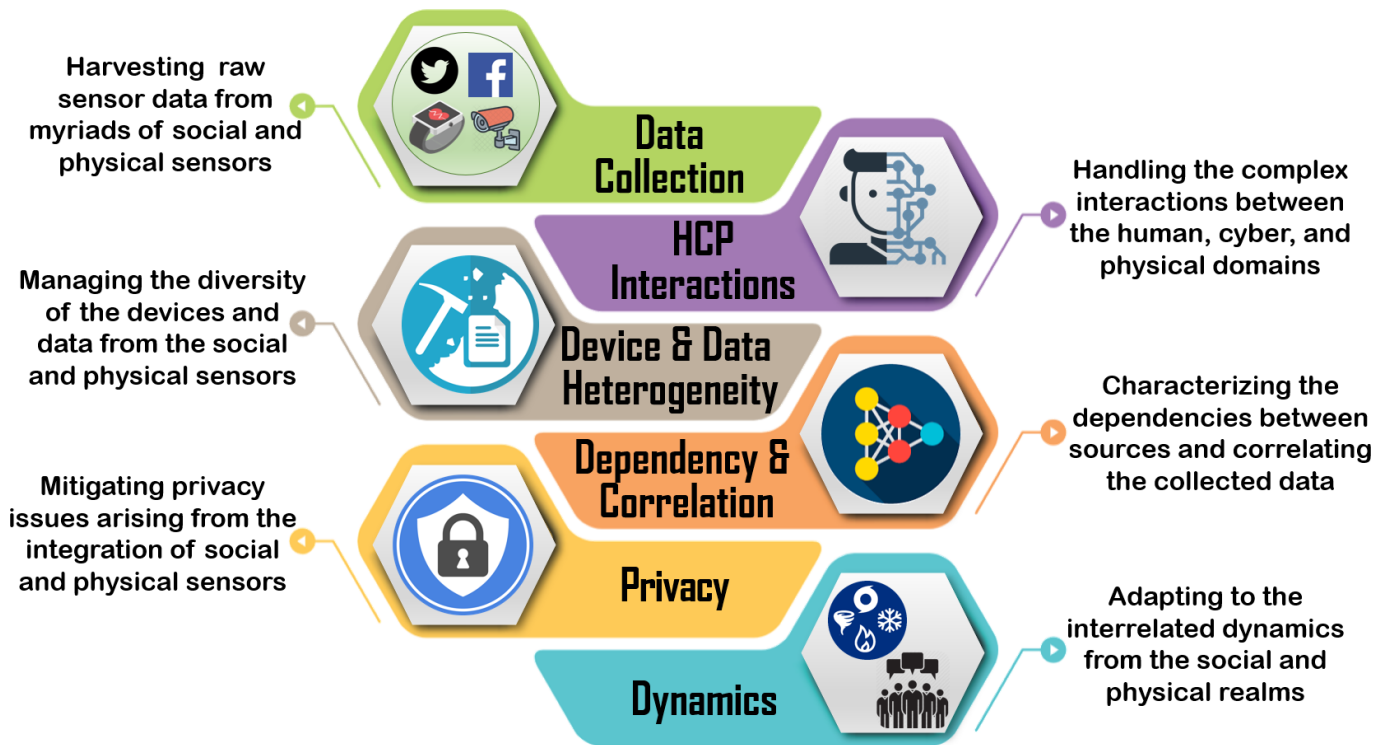 Harvesting raw
sensor data from
myriads of social and
physical sensors
Data
Collection
HCP
Interactions
Handling the complex
interactions between
the human, cyber, and
physical domains
Managing the diversity
of the devices and
data from the social
and physical sensors
Device & Data
Heterogeneity
Dependency &
Correlation
Characterizing the
dependencies between
sources and correlating
the collected data
Mitigating privacy
issues arising from the
integration of social
and physical sensors
Privacy
Dynamics
Adapting to the
interrelated dynamics
from the social and
physical realms